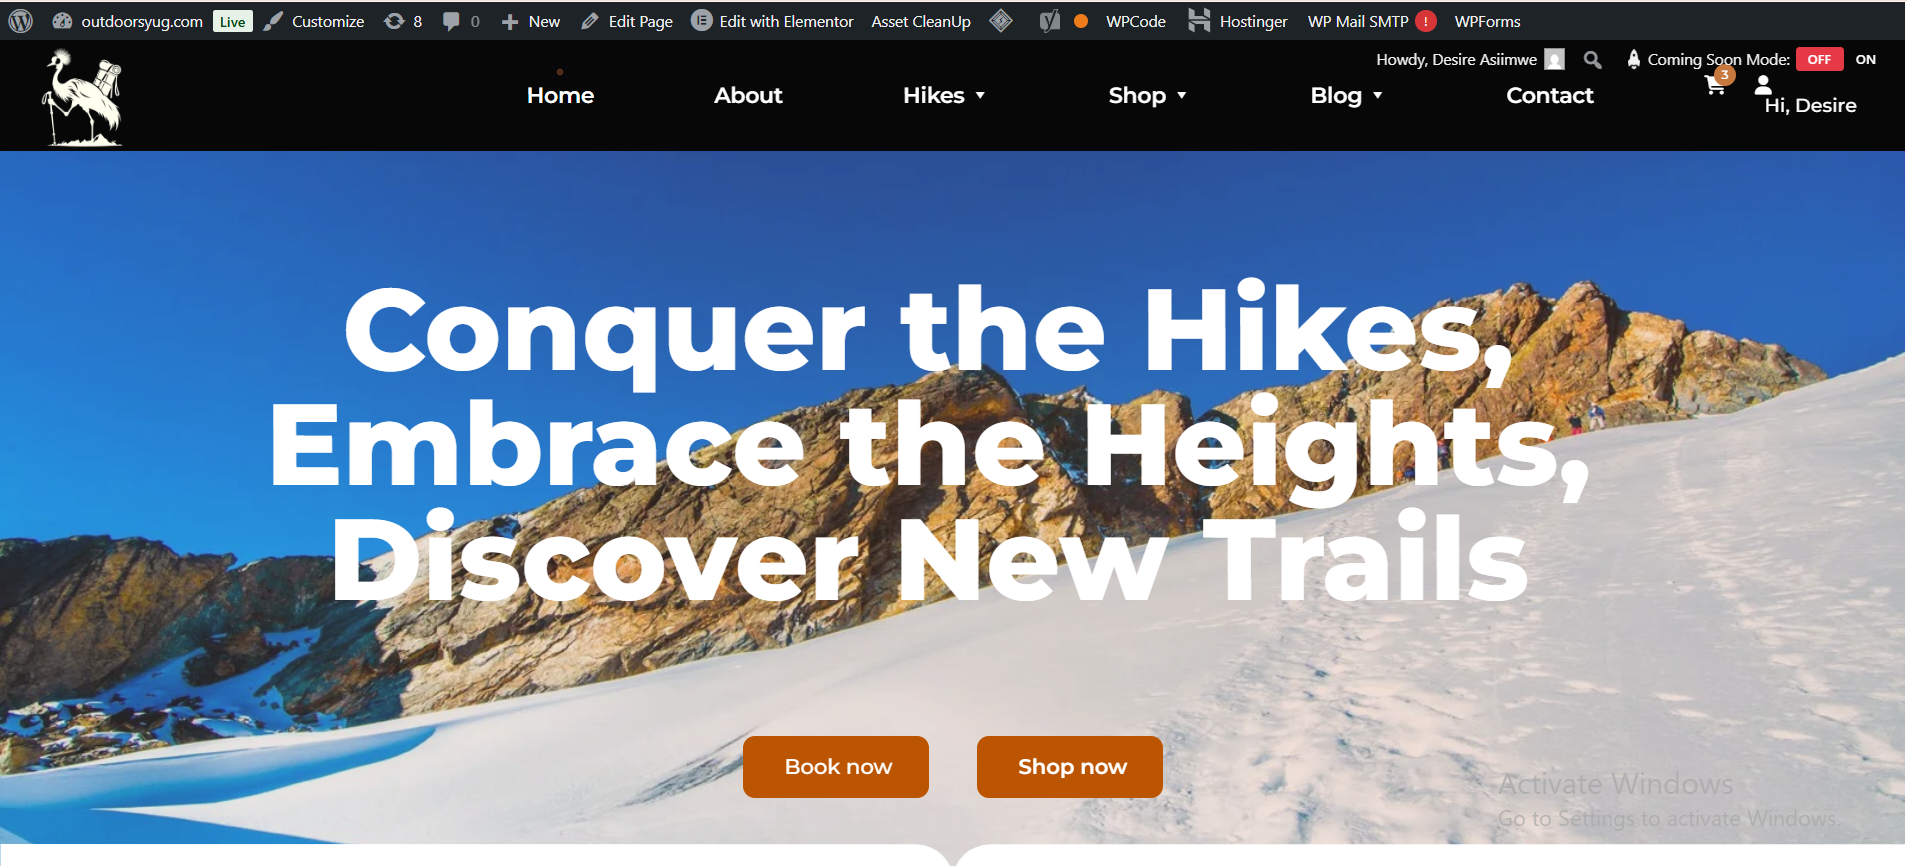 outdoorsyug.com Live Customize 8 0 New Edit Page Edit with Elementor Asset CleanUp WPCode Hostinger WP Mail SMTP ! WPForms
Howdy, Desire Asiimwe Coming Soon Mode: OFF ON
Home About Hikes Shop Blog Contact 3
Hi, Desire
Conquer the Hikes,
Embrace the Heights,
Discover New Trails
Book now Shop now
Activate Windows
Go to Settings to activate Windows.